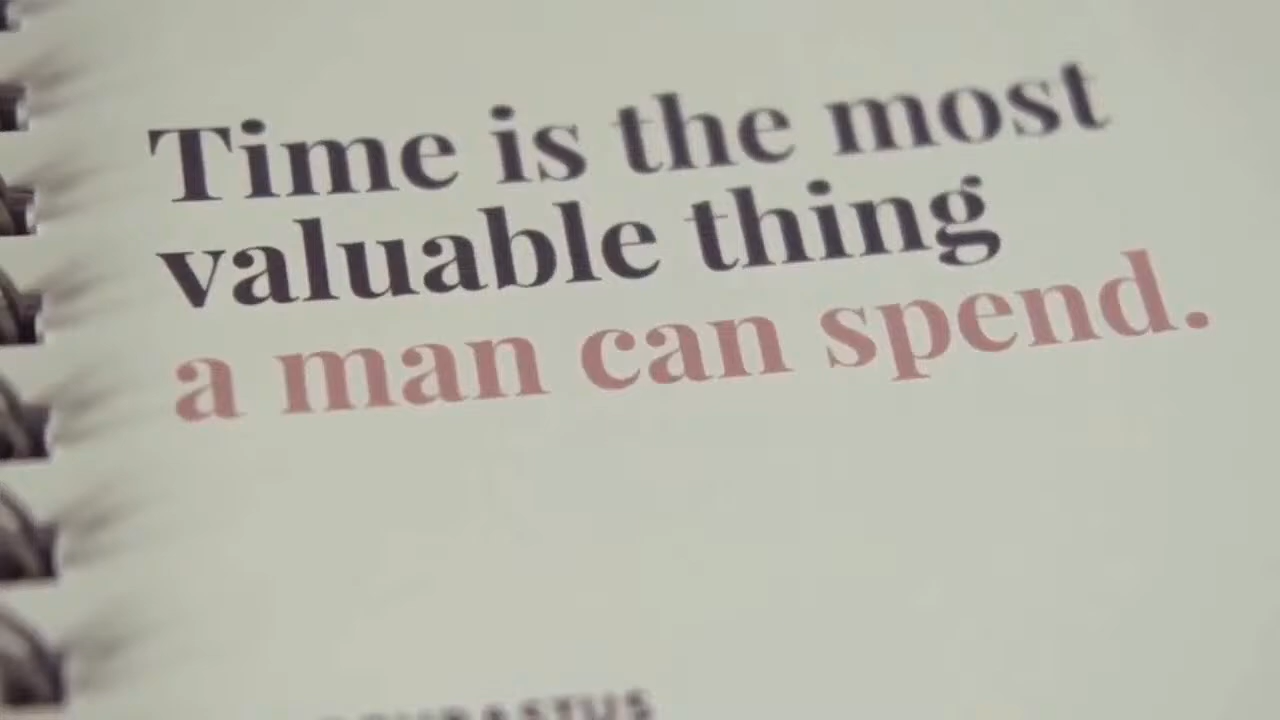 Time is the most
valuable thing
a man can spend.